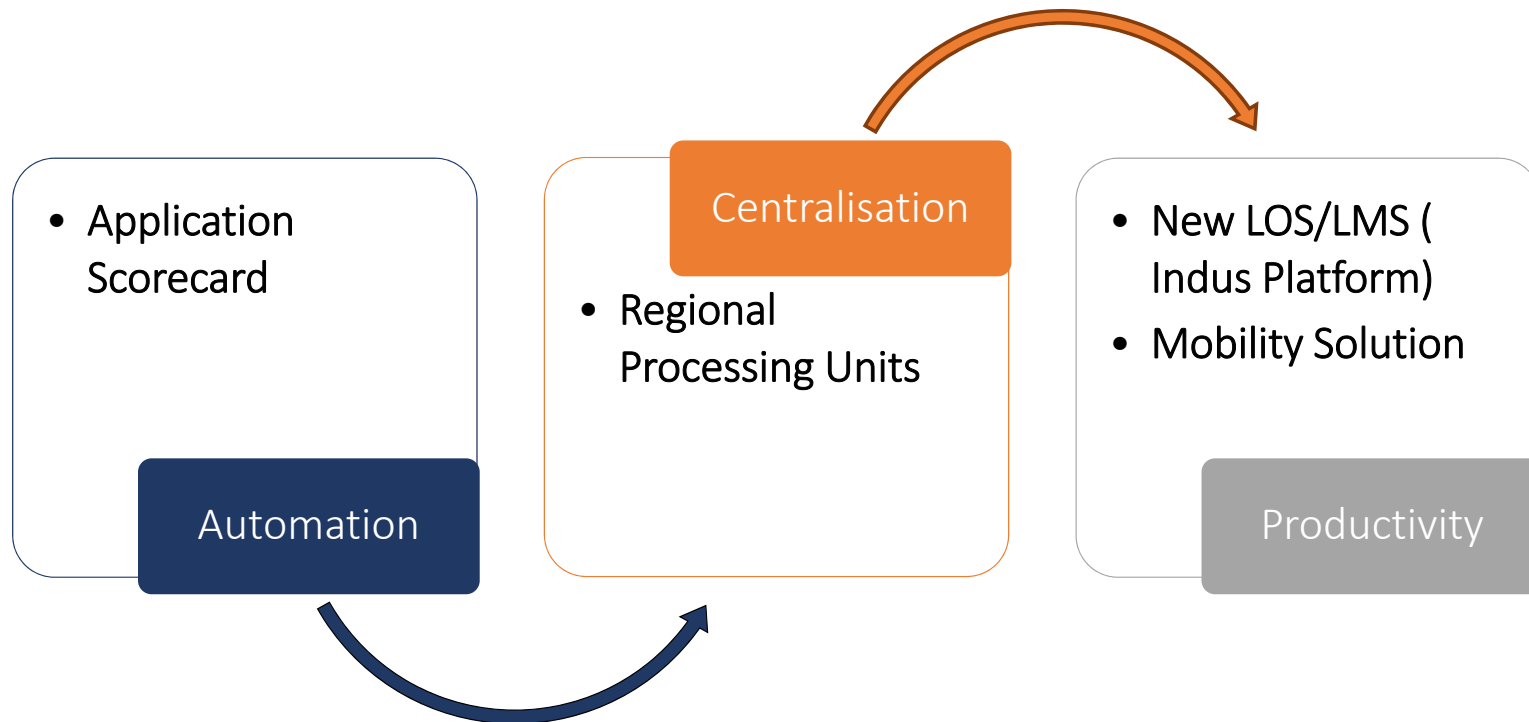 • Application
Scorecard
Automation
Centralisation
• Regional
Processing Units
• New LOS/LMS (
Indus Platform)
• Mobility Solution
Productivity